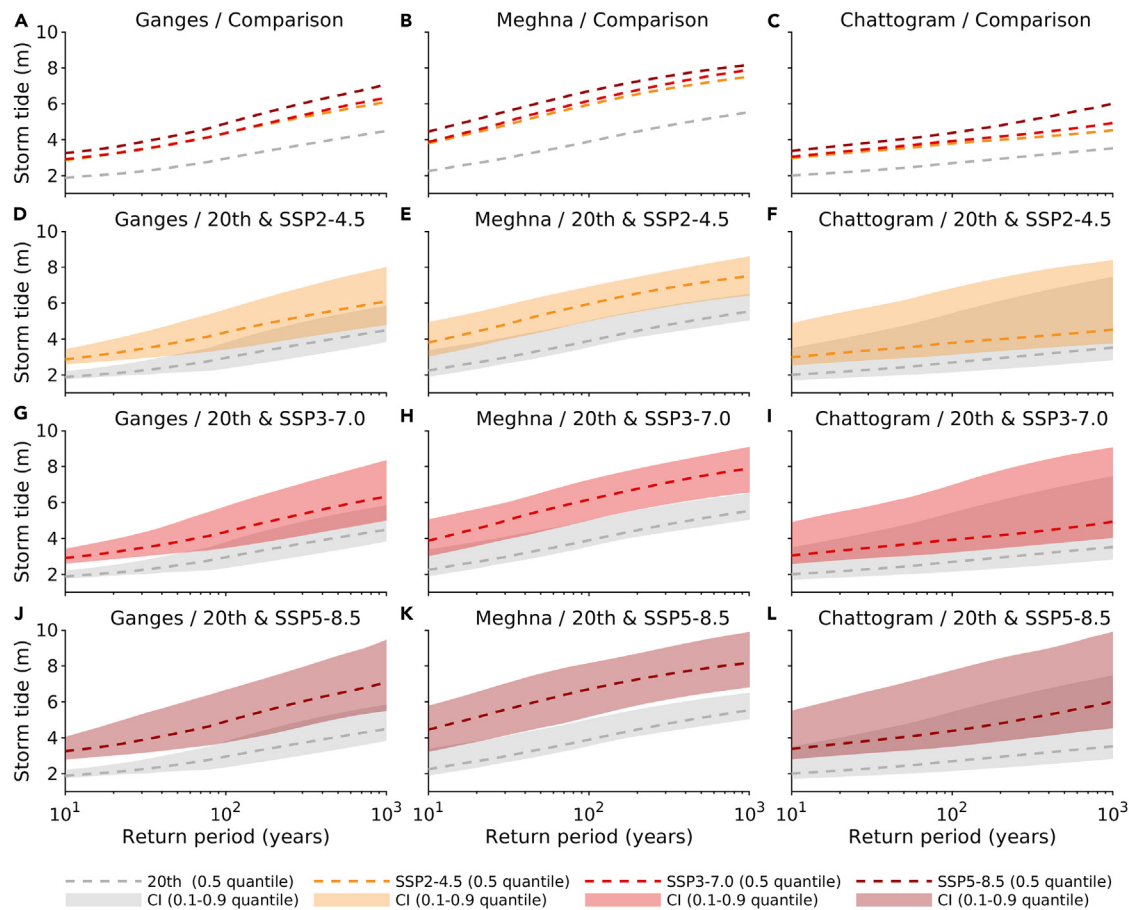 A Ganges / Comparison B Meghna / Comparison C Chattogram / Comparison
Storm tide (m)
10
8
6
4
2
D Ganges / 20th & SSP2-4.5 E Meghna / 20th & SSP2-4.5 F Chattogram / 20th & SSP2-4.5
Storm tide (m)
10
8
6
4
2
G Ganges / 20th & SSP3-7.0 H Meghna / 20th & SSP3-7.0 I Chattogram / 20th & SSP3-7.0
Storm tide (m)
10
8
6
4
2
J Ganges / 20th & SSP5-8.5 K Meghna / 20th & SSP5-8.5 L Chattogram / 20th & SSP5-8.5
Storm tide (m)
10
8
6
4
2
10¹ 10² 10³ 10¹ 10² 10³ 10¹ 10² 10³
Return period (years) Return period (years) Return period (years)
20th (0.5 quantile) SSP2-4.5 (0.5 quantile) SSP3-7.0 (0.5 quantile) SSP5-8.5 (0.5 quantile)
CI (0.1-0.9 quantile) CI (0.1-0.9 quantile) CI (0.1-0.9 quantile) CI (0.1-0.9 quantile)